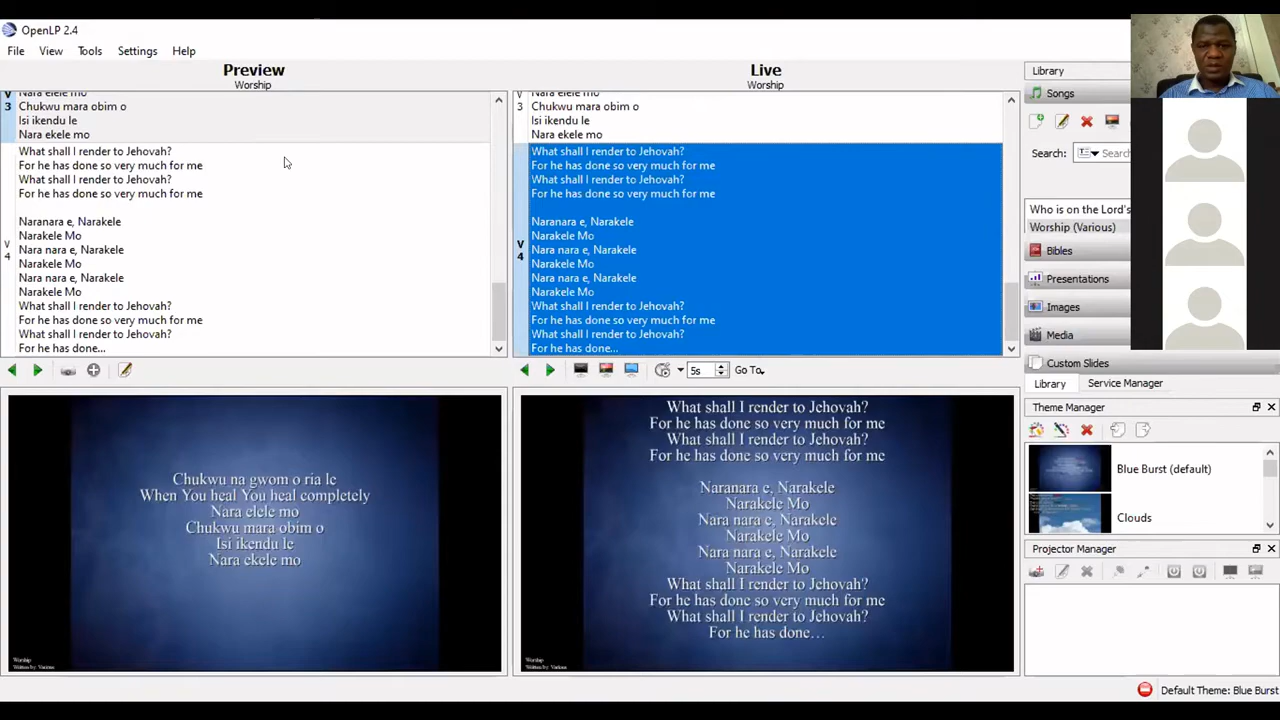 OpenLP 2.4
File View Tools Settings Help
Preview
Worship
V
3
Nara elele mo
Chukwu mara obim o
Isi ikendu le
Nara ekele mo
V
4
What shall I render to Jehovah?
For he has done so very much for me
What shall I render to Jehovah?
For he has done so very much for me
Naranara e, Narakele
Narakele Mo
Nara nara e, Narakele
Narakele Mo
Nara nara e, Narakele
Narakele Mo
What shall I render to Jehovah?
For he has done so very much for me
What shall I render to Jehovah?
For he has done...
Chukwu na gwom o ria le
When You heal You heal completely
Nara elele mo
Chukwu mara obim o
Isi ikendu le
Nara ekele mo
Worship
Written by: Various
Live
Worship
V
3
Nara elele mo
Chukwu mara obim o
Isi ikendu le
Nara ekele mo
V
4
What shall I render to Jehovah?
For he has done so very much for me
What shall I render to Jehovah?
For he has done so very much for me
Naranara e, Narakele
Narakele Mo
Nara nara e, Narakele
Narakele Mo
Nara nara e, Narakele
Narakele Mo
What shall I render to Jehovah?
For he has done so very much for me
What shall I render to Jehovah?
For he has done...
5s Go To
What shall I render to Jehovah?
For he has done so very much for me
What shall I render to Jehovah?
For he has done so very much for me
Naranara e, Narakele
Narakele Mo
Nara nara e, Narakele
Narakele Mo
Nara nara e, Narakele
Narakele Mo
What shall I render to Jehovah?
For he has done so very much for me
What shall I render to Jehovah?
For he has done…
Worship
Written by: Various
Library
Songs
Search: Search
Who is on the Lord's
Worship (Various)
Bibles
Presentations
Images
Media
Custom Slides
Library Service Manager
Theme Manager
Blue Burst (default)
Clouds
Projector Manager
Default Theme: Blue Burst